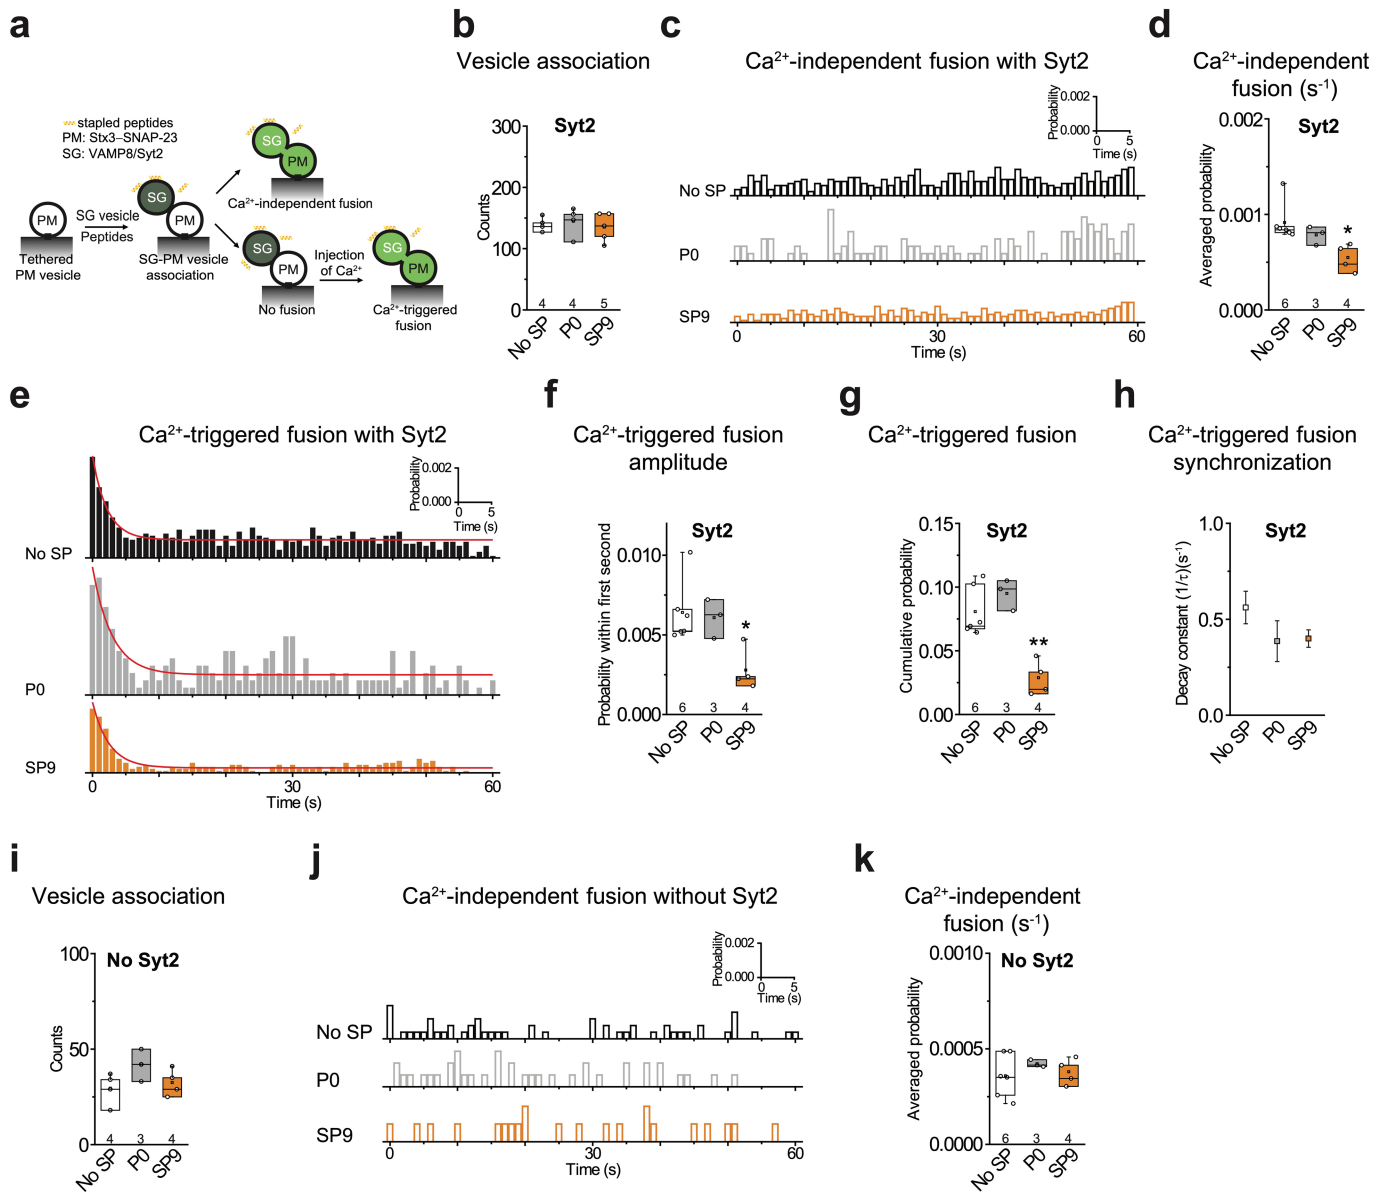 a
stapled peptides
PM: Stx3–SNAP-23
SG: VAMP8/Syt2
SG
PM
Ca²⁺-independent fusion
PM
SG vesicle
Peptides
SG
PM
Tethered
PM vesicle
SG-PM vesicle
association
SG
PM
No fusion
Injection
of Ca²⁺
SG
PM
Ca²⁺-triggered
fusion
b
Vesicle association
Syt2
Counts
300
200
100
0
4
4
5
No SP
P0
SP9
c
Ca²⁺-independent fusion with Syt2
Probability
0.002
0.000
0
5
Time (s)
No SP
P0
SP9
0
30
60
Time (s)
d
Ca²⁺-independent
fusion (s⁻¹)
Syt2
Averaged probability
0.002
0.001
0.000
*
6
3
4
No SP
P0
SP9
e
Ca²⁺-triggered fusion with Syt2
Probability
0.002
0.000
0
5
Time (s)
No SP
P0
SP9
0
30
60
Time (s)
f
Ca²⁺-triggered fusion
amplitude
Syt2
Probability within first second
0.010
0.005
0.000
*
6
3
4
No SP
P0
SP9
g
Ca²⁺-triggered fusion
Syt2
Cumulative probability
0.15
0.10
0.05
0.00
**
6
3
4
No SP
P0
SP9
h
Ca²⁺-triggered fusion
synchronization
Syt2
Decay constant (1/τ)(s⁻¹)
1.0
0.5
0.0
No SP
P0
SP9
i
Vesicle association
No Syt2
Counts
100
50
0
4
3
4
No SP
P0
SP9
j
Ca²⁺-independent fusion without Syt2
Probability
0.002
0.000
0
5
Time (s)
No SP
P0
SP9
0
30
60
Time (s)
k
Ca²⁺-independent
fusion (s⁻¹)
No Syt2
Averaged probability
0.0010
0.0005
0.0000
6
3
4
No SP
P0
SP9